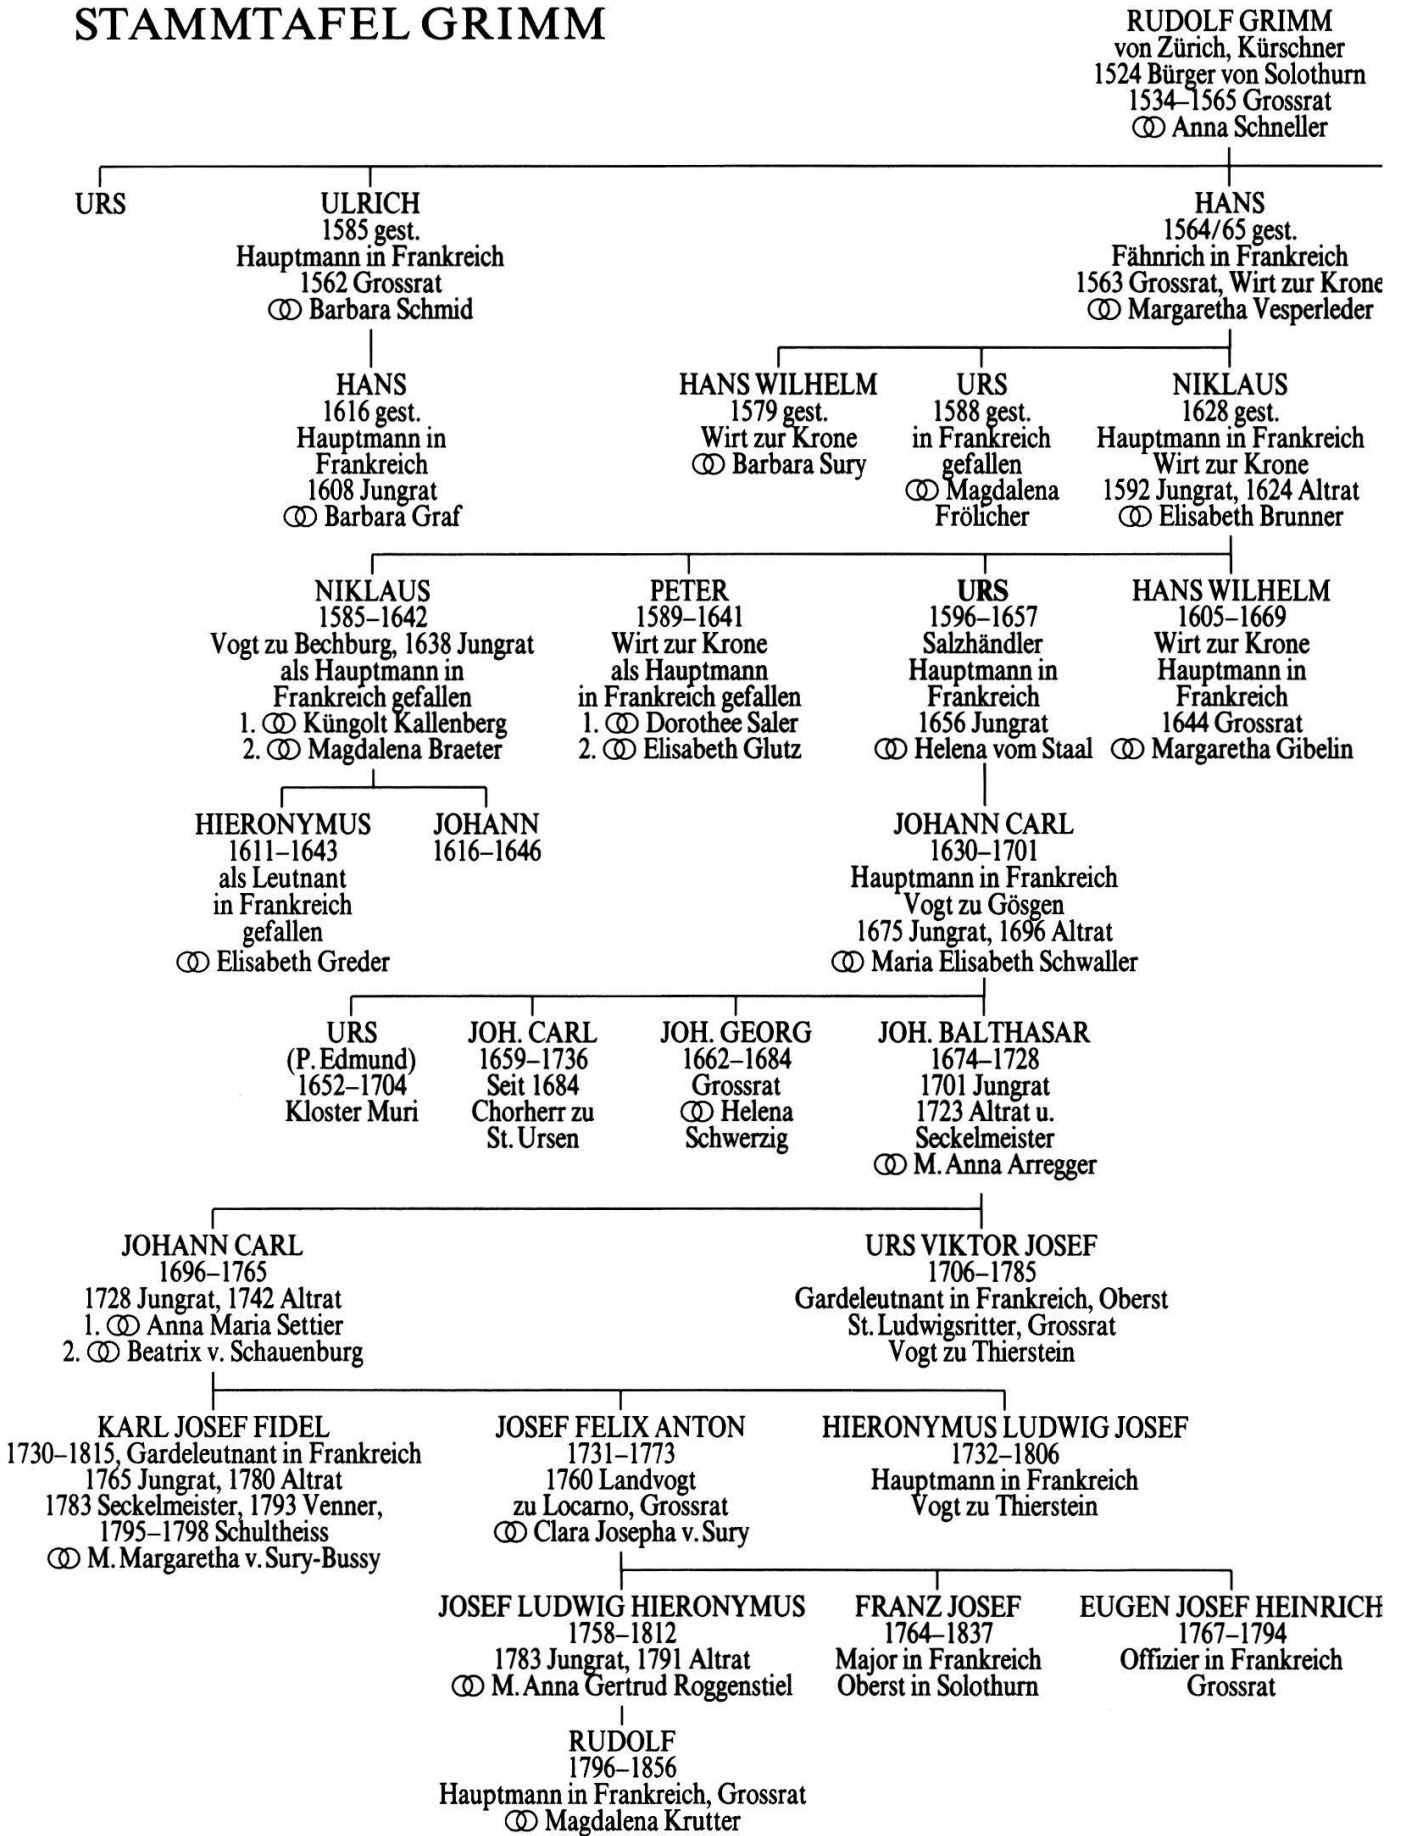 STAMMTAFEL GRIMM
RUDOLF GRIMM
von Zürich, Kürschner
1524 Bürger von Solothurn
1534–1565 Grossrat
⚭ Anna Schneller
URS
ULRICH
1585 gest.
Hauptmann in Frankreich
1562 Grossrat
⚭ Barbara Schmid
HANS
1564/65 gest.
Fähnrich in Frankreich
1563 Grossrat, Wirt zur Krone
⚭ Margaretha Vesperleder
HANS
1616 gest.
Hauptmann in
Frankreich
1608 Jungrat
⚭ Barbara Graf
HANS WILHELM
1579 gest.
Wirt zur Krone
⚭ Barbara Sury
URS
1588 gest.
in Frankreich
gefallen
⚭ Magdalena
Frölicher
NIKLAUS
1628 gest.
Hauptmann in Frankreich
Wirt zur Krone
1592 Jungrat, 1624 Altrat
⚭ Elisabeth Brunner
NIKLAUS
1585–1642
Vogt zu Bechburg, 1638 Jungrat
als Hauptmann in
Frankreich gefallen
1. ⚭ Küngolt Kallenberg
2. ⚭ Magdalena Braeter
PETER
1589–1641
Wirt zur Krone
als Hauptmann
in Frankreich gefallen
1. ⚭ Dorothee Saler
2. ⚭ Elisabeth Glutz
URS
1596–1657
Salzhändler
Hauptmann in
Frankreich
1656 Jungrat
⚭ Helena vom Staal
HANS WILHELM
1605–1669
Wirt zur Krone
Hauptmann in
Frankreich
1644 Grossrat
⚭ Margaretha Gibelin
HIERONYMUS
1611–1643
als Leutnant
in Frankreich
gefallen
⚭ Elisabeth Greder
JOHANN
1616–1646
JOHANN CARL
1630–1701
Hauptmann in Frankreich
Vogt zu Gösgen
1675 Jungrat, 1696 Altrat
⚭ Maria Elisabeth Schwaller
URS
(P. Edmund)
1652–1704
Kloster Muri
JOH. CARL
1659–1736
Seit 1684
Chorherr zu
St. Ursen
JOH. GEORG
1662–1684
Grossrat
⚭ Helena
Schwerzig
JOH. BALTHASAR
1674–1728
1701 Jungrat
1723 Altrat u.
Seckelmeister
⚭ M. Anna Arregger
JOHANN CARL
1696–1765
1728 Jungrat, 1742 Altrat
1. ⚭ Anna Maria Settier
2. ⚭ Beatrix v. Schauenburg
URS VIKTOR JOSEF
1706–1785
Gardeleutnant in Frankreich, Oberst
St. Ludwigsritter, Grossrat
Vogt zu Thierstein
KARL JOSEF FIDEL
1730–1815, Gardeleutnant in Frankreich
1765 Jungrat, 1780 Altrat
1783 Seckelmeister, 1793 Venner,
1795–1798 Schultheiss
⚭ M. Margaretha v. Sury-Bussy
JOSEF FELIX ANTON
1731–1773
1760 Landvogt
zu Locarno, Grossrat
⚭ Clara Josepha v. Sury
HIERONYMUS LUDWIG JOSEF
1732–1806
Hauptmann in Frankreich
Vogt zu Thierstein
JOSEF LUDWIG HIERONYMUS
1758–1812
1783 Jungrat, 1791 Altrat
⚭ M. Anna Gertrud Roggenstiel
FRANZ JOSEF
1764–1837
Major in Frankreich
Oberst in Solothurn
EUGEN JOSEF HEINRICH
1767–1794
Offizier in Frankreich
Grossrat
RUDOLF
1796–1856
Hauptmann in Frankreich, Grossrat
⚭ Magdalena Krutter